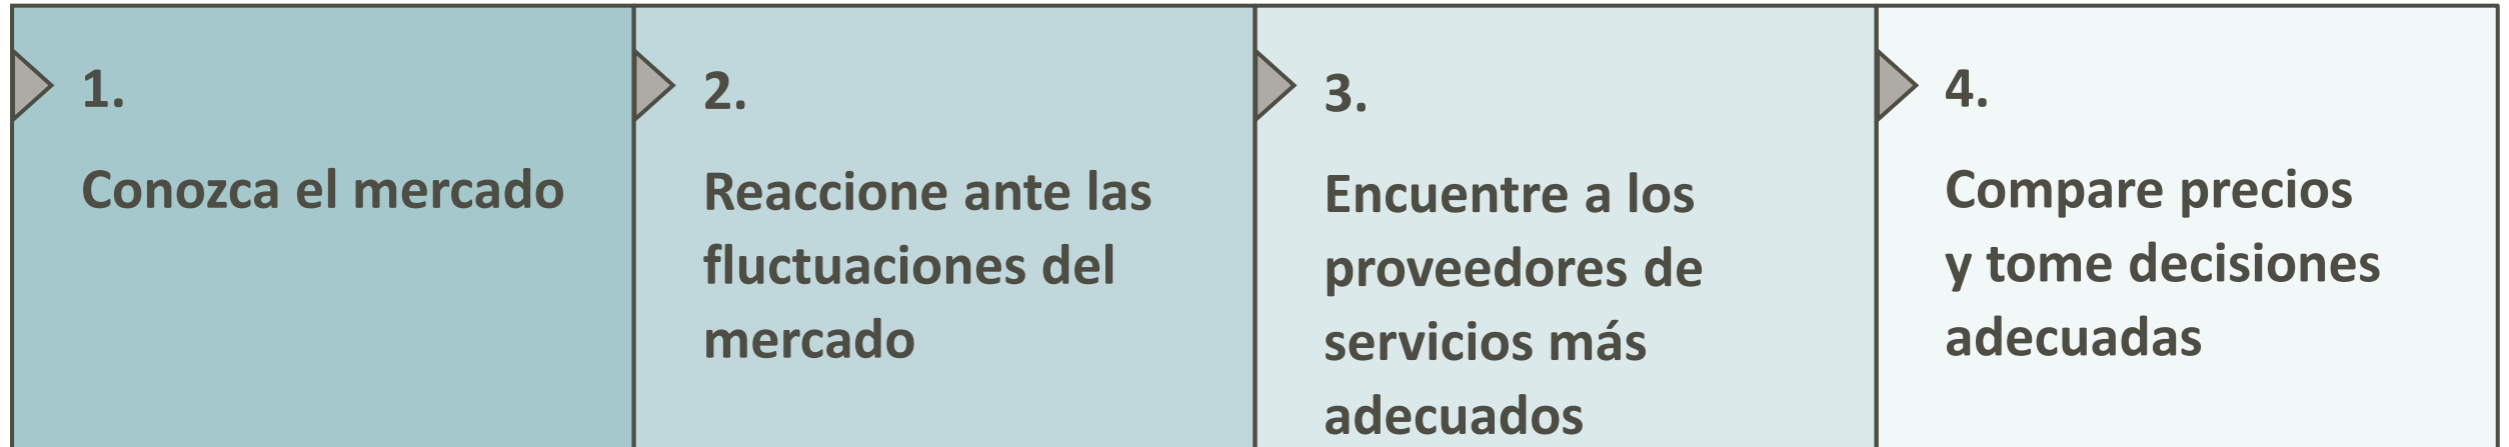 1.
Conozca el mercado
2.
Reaccione ante las
fluctuaciones del
mercado
3.
Encuentre a los
proveedores de
servicios más
adecuados
4.
Compare precios
y tome decisiones
adecuadas